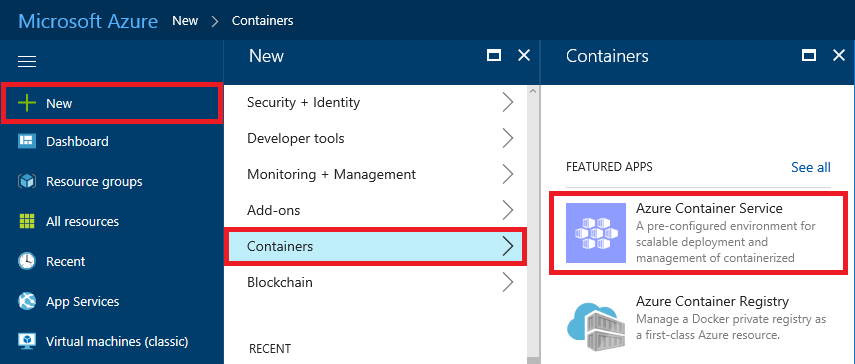 Microsoft Azure New > Containers
New
Dashboard
Resource groups
All resources
Recent
App Services
Virtual machines (classic)
New
Security + Identity
Developer tools
Monitoring + Management
Add-ons
Containers
Blockchain
RECENT
Containers
FEATURED APPS See all
Azure Container Service
A pre-configured environment for
scalable deployment and
management of containerized
Azure Container Registry
Manage a Docker private registry as
a first-class Azure resource.